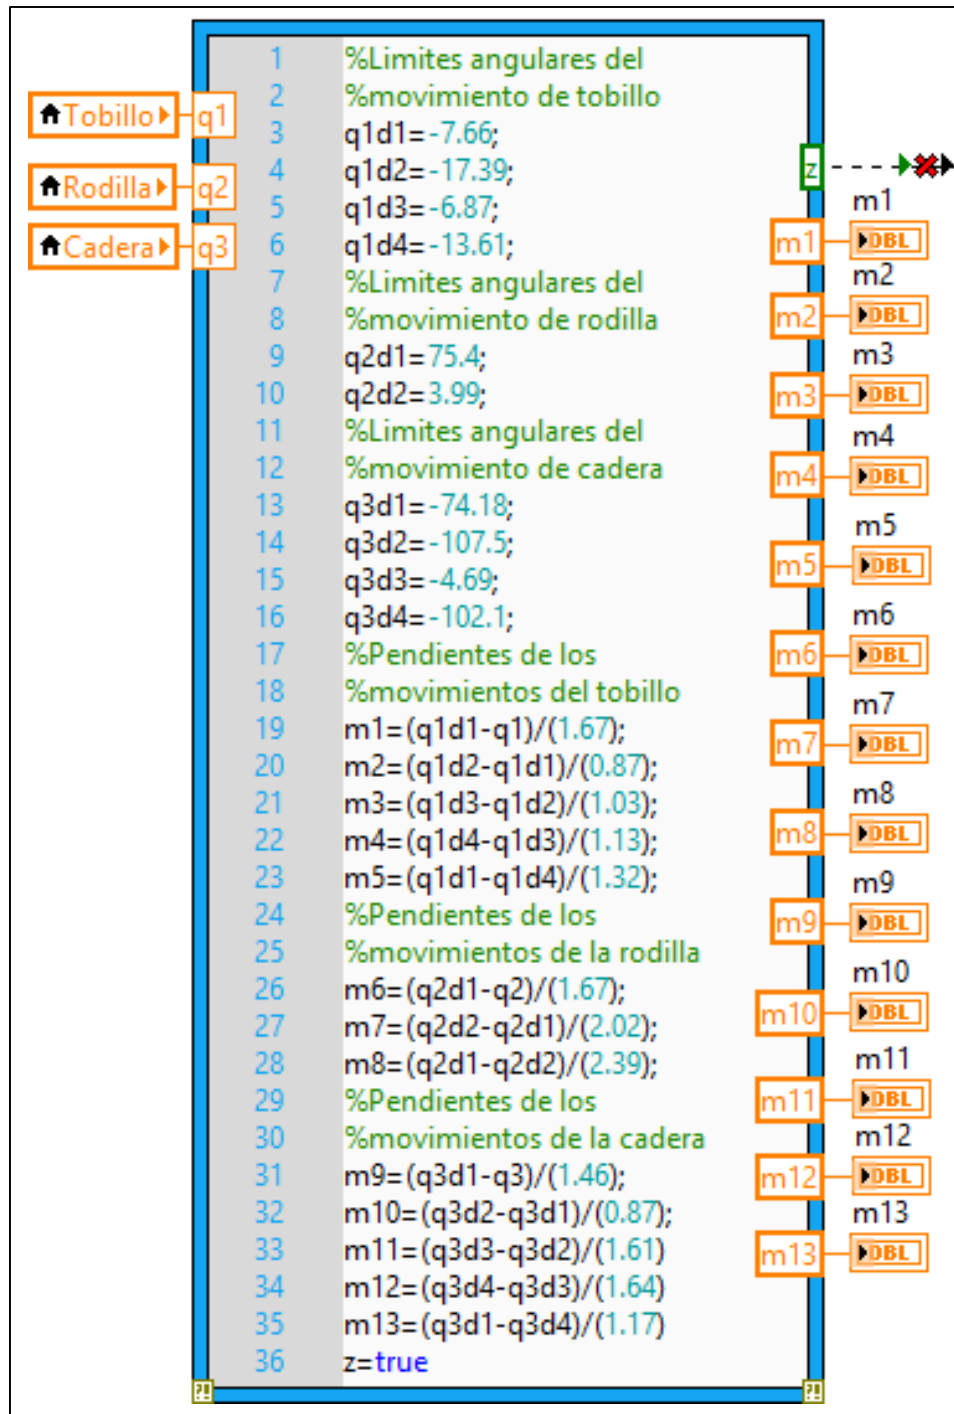 1 %Limites angulares del
2 %movimiento de tobillo
3 q1d1=-7.66;
4 q1d2=-17.39;
5 q1d3=-6.87;
6 q1d4=-13.61;
7 %Limites angulares del
8 %movimiento de rodilla
9 q2d1=75.4;
10 q2d2=3.99;
11 %Limites angulares del
12 %movimiento de cadera
13 q3d1=-74.18;
14 q3d2=-107.5;
15 q3d3=-4.69;
16 q3d4=-102.1;
17 %Pendientes de los
18 %movimientos del tobillo
19 m1=(q1d1-q1)/(1.67);
20 m2=(q1d2-q1d1)/(0.87);
21 m3=(q1d3-q1d2)/(1.03);
22 m4=(q1d4-q1d3)/(1.13);
23 m5=(q1d1-q1d4)/(1.32);
24 %Pendientes de los
25 %movimientos de la rodilla
26 m6=(q2d1-q2)/(1.67);
27 m7=(q2d2-q2d1)/(2.02);
28 m8=(q2d1-q2d2)/(2.39);
29 %Pendientes de los
30 %movimientos de la cadera
31 m9=(q3d1-q3)/(1.46);
32 m10=(q3d2-q3d1)/(0.87);
33 m11=(q3d3-q3d2)/(1.61)
34 m12=(q3d4-q3d3)/(1.64)
35 m13=(q3d1-q3d4)/(1.17)
36 z=true
Tobillo q1
Rodilla q2
Cadera q3
z
m1
m1 DBL
m2
m2 DBL
m3
m3 DBL
m4
m4 DBL
m5
m5 DBL
m6
m6 DBL
m7
m7 DBL
m8
m8 DBL
m9
m9 DBL
m10
m10 DBL
m11
m11 DBL
m12
m12 DBL
m13
m13 DBL
?!
?!